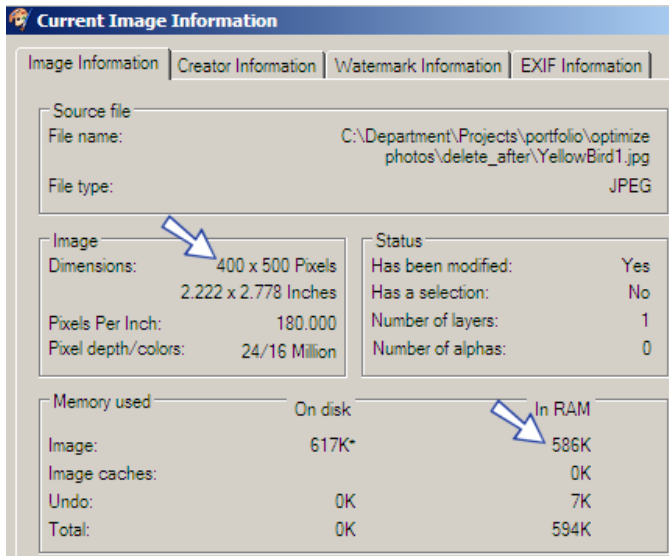 Current Image Information
Image Information Creator Information Watermark Information EXIF Information
Source file
File name: C:\Department\Projects\portfolio\optimize
photos\delete_after\YellowBird1.jpg
File type: JPEG
Image
Dimensions: 400 x 500 Pixels
2.222 x 2.778 Inches
Pixels Per Inch: 180.000
Pixel depth/colors: 24/16 Million
Status
Has been modified: Yes
Has a selection: No
Number of layers: 1
Number of alphas: 0
Memory used On disk In RAM
Image: 617K* 586K
Image caches: 0K
Undo: 0K 7K
Total: 0K 594K